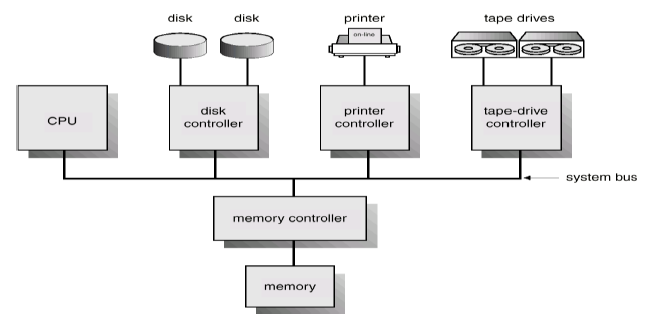 disk
disk
printer
tape drives
on-line
CPU
disk
controller
printer
controller
tape-drive
controller
system bus
memory controller
memory